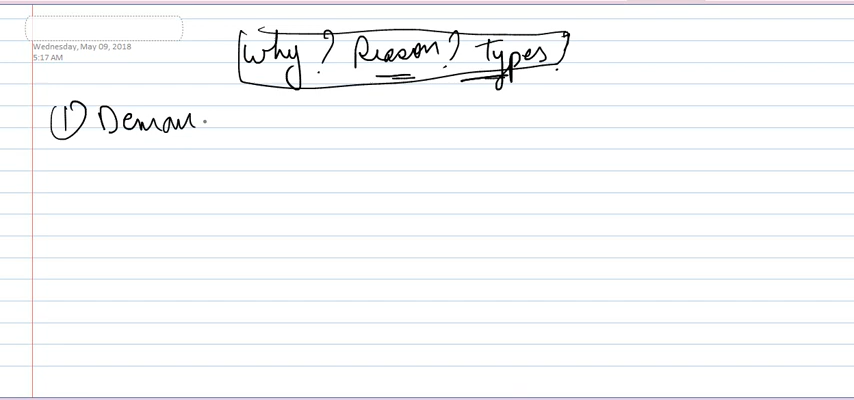 Wednesday, May 09, 2018
5:17 AM
Why? Reason? Types?
① Deman